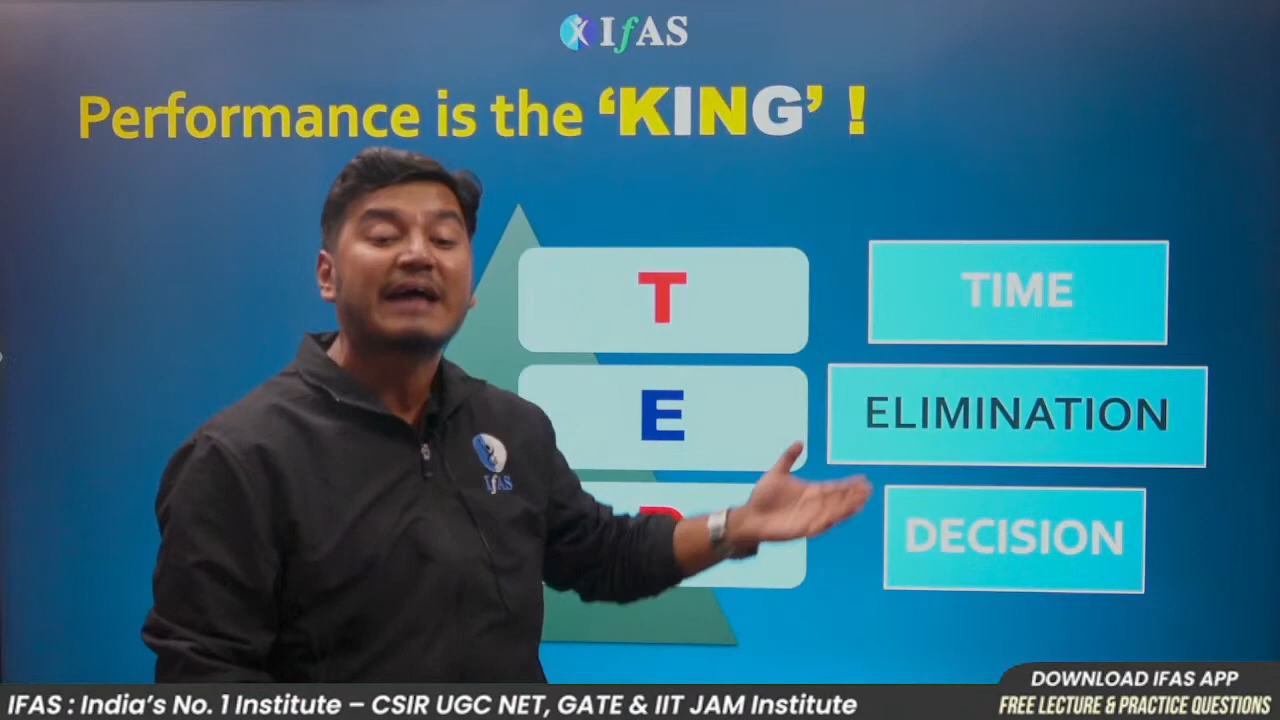 IfAS
Performance is the ‘KING’ !
T
TIME
E
ELIMINATION
DECISION
IfAS
IFAS : India’s No. 1 Institute – CSIR UGC NET, GATE & IIT JAM Institute
DOWNLOAD IFAS APP
FREE LECTURE & PRACTICE QUESTIONS